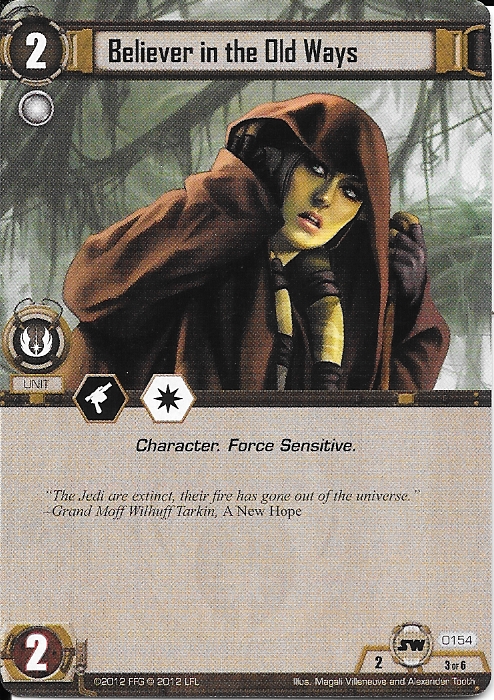 2
Believer in the Old Ways
UNIT
Character. Force Sensitive.
“The Jedi are extinct, their fire has gone out of the universe.”
–Grand Moff Wilhuff Tarkin, A New Hope
2
SW
0154
2
3 OF 6
©2012 FFG © 2012 LFL
Illus. Magali Villeneuve and Alexander Tooth